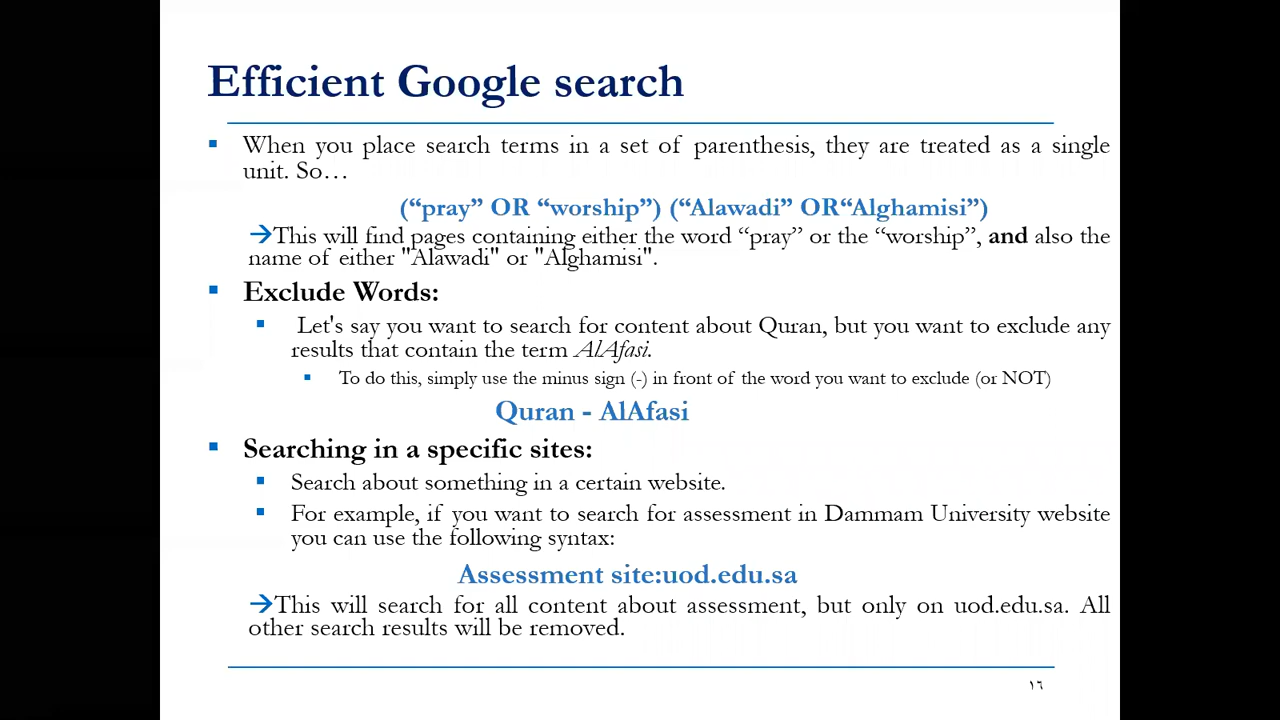 Efficient Google search
When you place search terms in a set of parenthesis, they are treated as a single
unit. So…
(“pray” OR “worship”) (“Alawadi” OR“Alghamisi”)
→This will find pages containing either the word “pray” or the “worship”, and also the
name of either "Alawadi" or "Alghamisi".
Exclude Words:
Let's say you want to search for content about Quran, but you want to exclude any
results that contain the term AlAfasi.
To do this, simply use the minus sign (-) in front of the word you want to exclude (or NOT)
Quran - AlAfasi
Searching in a specific sites:
Search about something in a certain website.
For example, if you want to search for assessment in Dammam University website
you can use the following syntax:
Assessment site:uod.edu.sa
→This will search for all content about assessment, but only on uod.edu.sa. All
other search results will be removed.
١٦